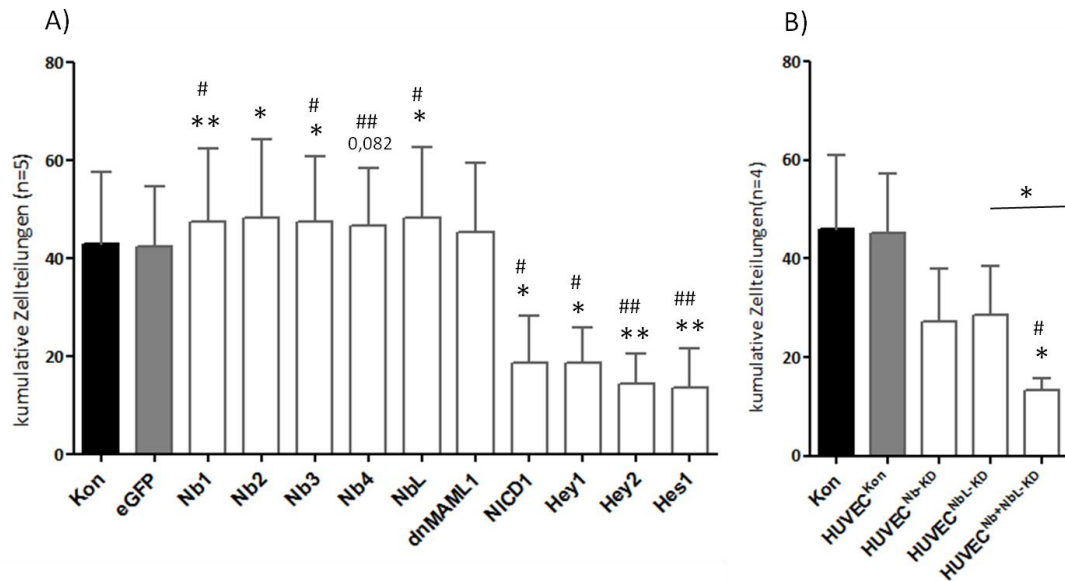 A)
kumulative Zellteilungen (n=5)
80
60
40
20
0
# # ## #
** * * 0,082 *
# # ## ##
* * ** **
Kon eGFP Nb1 Nb2 Nb3 Nb4 NbL dnMAML1 NICD1 Hey1 Hey2 Hes1
B)
kumulative Zellteilungen(n=4)
80
60
40
20
0
*
#
*
Kon HUVEC^Kon HUVEC^Nb-KD HUVEC^NbL-KD HUVEC^Nb+NbL-KD